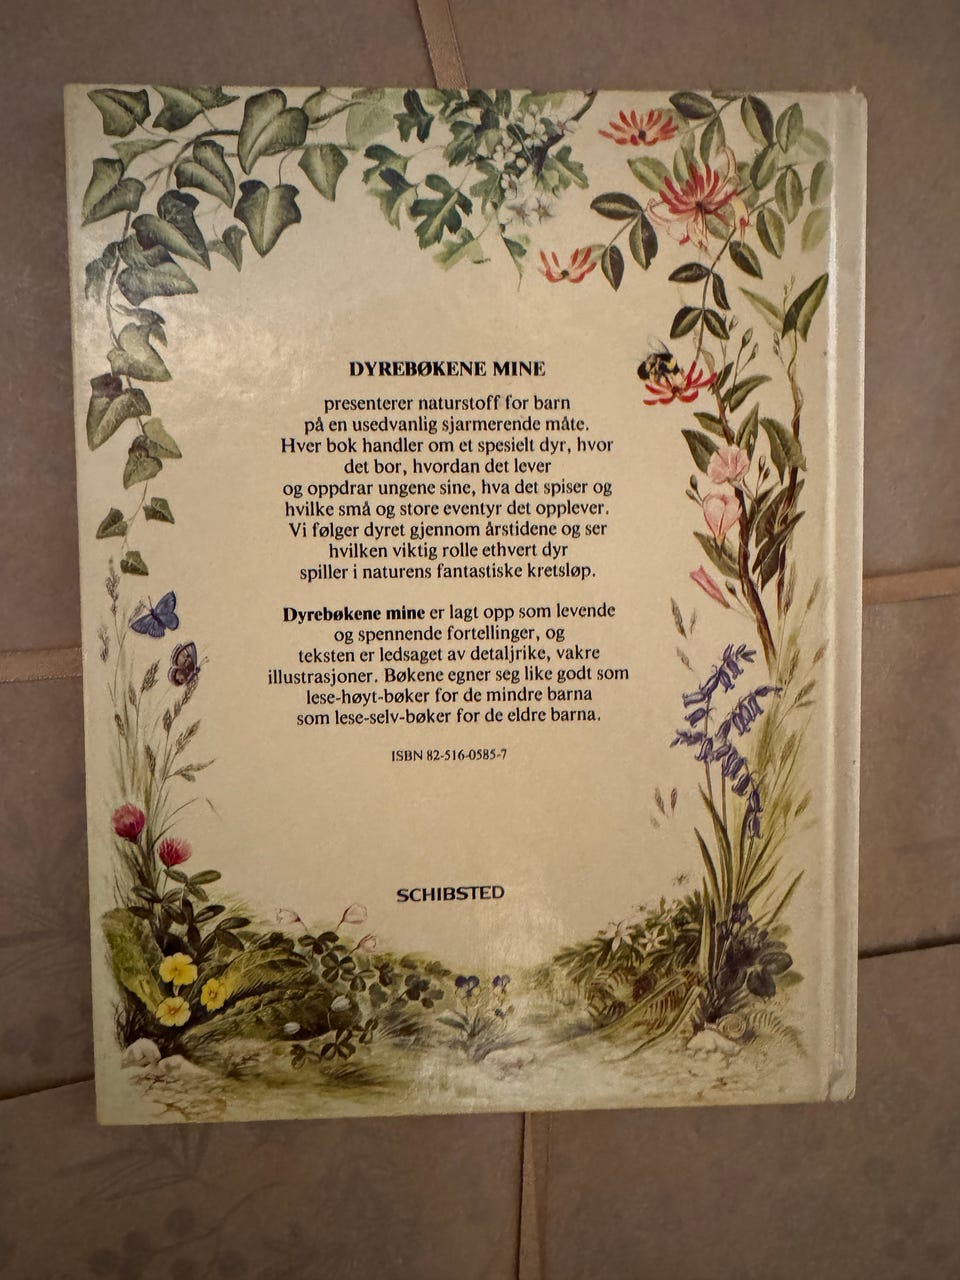 DYREBØKENE MINE
presenterer naturstoff for barn
på en usedvanlig sjarmerende måte.
Hver bok handler om et spesielt dyr, hvor
det bor, hvordan det lever
og oppdrar ungene sine, hva det spiser og
hvilke små og store eventyr det opplever.
Vi følger dyret gjennom årstidene og ser
hvilken viktig rolle ethvert dyr
spiller i naturens fantastiske kretsløp.
Dyrebøkene mine er lagt opp som levende
og spennende fortellinger, og
teksten er ledsaget av detaljrike, vakre
illustrasjoner. Bøkene egner seg like godt som
lese-høyt-bøker for de mindre barna
som lese-selv-bøker for de eldre barna.
ISBN 82-516-0585-7
SCHIBSTED